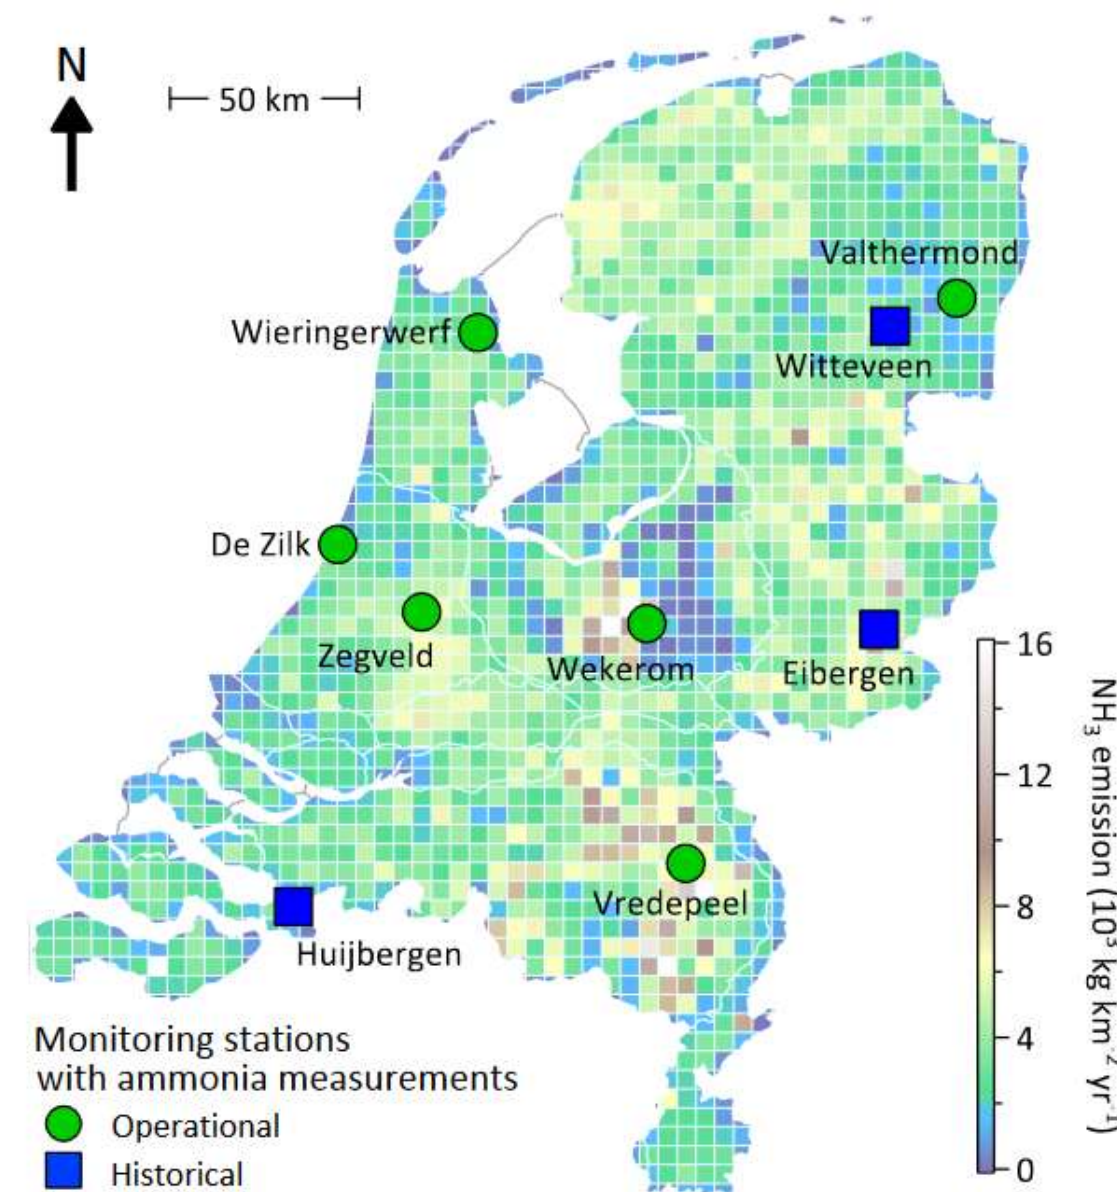 N
50 km
Valthermond
Wieringerwerf
Witteveen
De Zilk
Zegveld
Wekerom
Eibergen
Vredepeel
Huijbergen
16
12
8
4
0
NH₃ emission (10³ kg km⁻² yr⁻¹)
Monitoring stations
with ammonia measurements
Operational
Historical